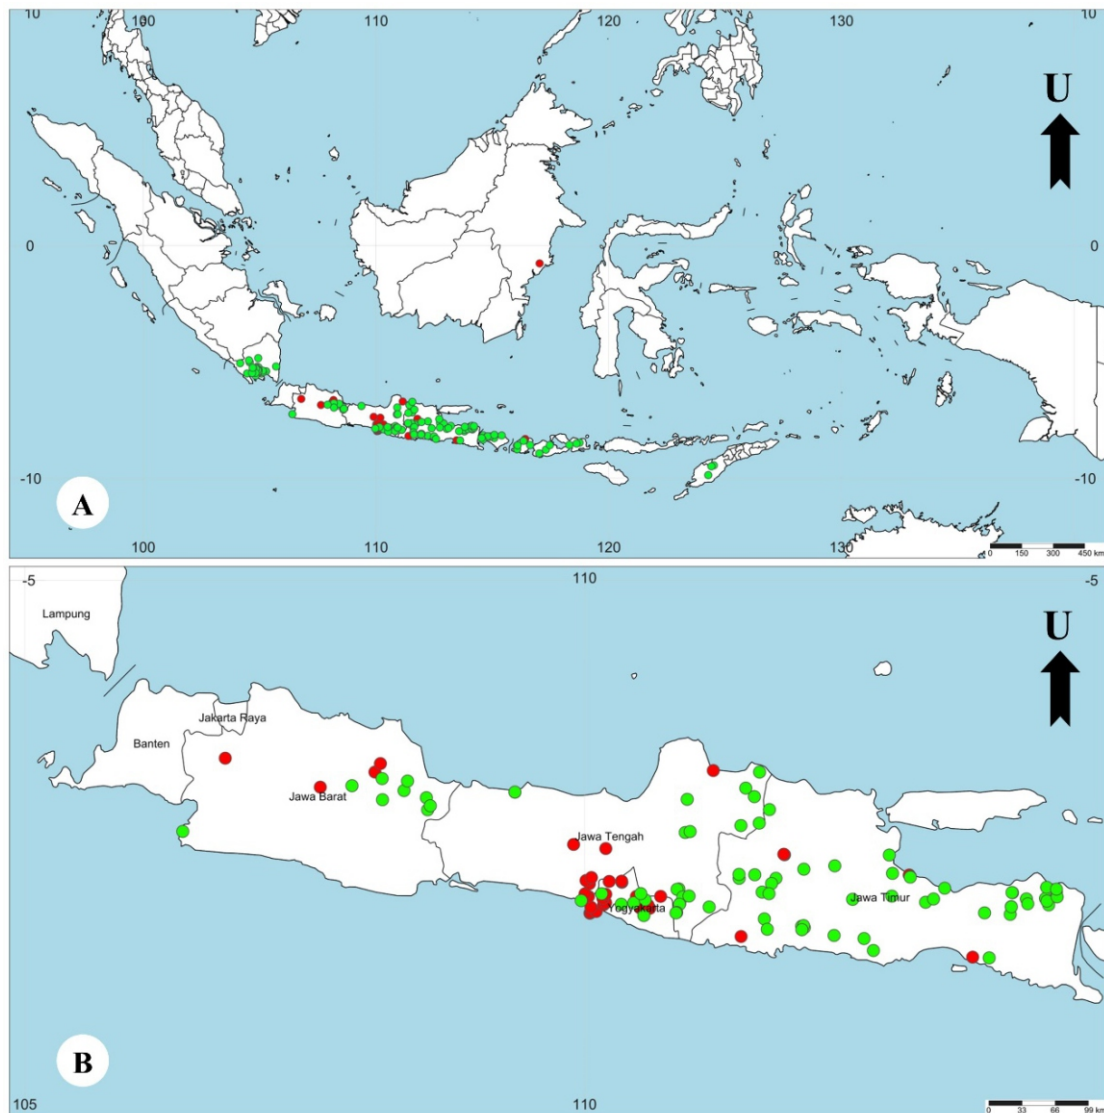 10 100 110 120 130 10
U
0 0
-10 -10
A
100 110 120 130
0 150 300 450 km
-5 110 -5
Lampung
U
Jakarta Raya
Banten
Jawa Barat
Jawa Tengah
Jawa Timur
Yogyakarta
B
105 110
0 33 66 99 km